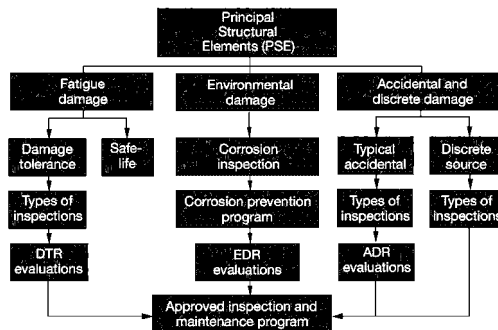 Principal
Structural
Elements (PSE)
Fatigue
damage
Environmental
damage
Accidental and
discrete damage
Damage
tolerance
Safe-
life
Corrosion
inspection
Typical
accidental
Discrete
source
Types of
inspections
Corrosion prevention
program
Types of
inspections
Types of
inspections
DTR
evaluations
EDR
evaluations
ADR
evaluations
Approved inspection and
maintenance program